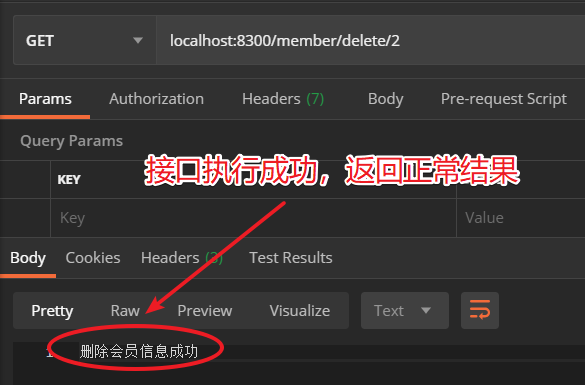 GET localhost:8300/member/delete/2
Params Authorization Headers (7) Body Pre-request Script
Query Params
接口执行成功，返回正常结果
KEY
Key Value
Body Cookies Headers (3) Test Results
Pretty Raw Preview Visualize Text
1 删除会员信息成功